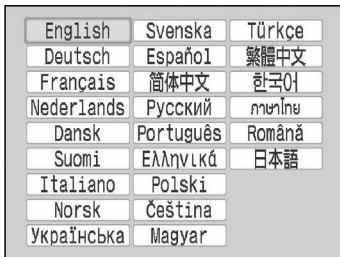 English Svenska Türkçe
Deutsch Español 繁體中文
Français 简体中文 한국어
Nederlands Русский ภาษาไทย
Dansk Português Română
Suomi Ελληνικά 日本語
Italiano Polski
Norsk Čeština
Українська Magyar